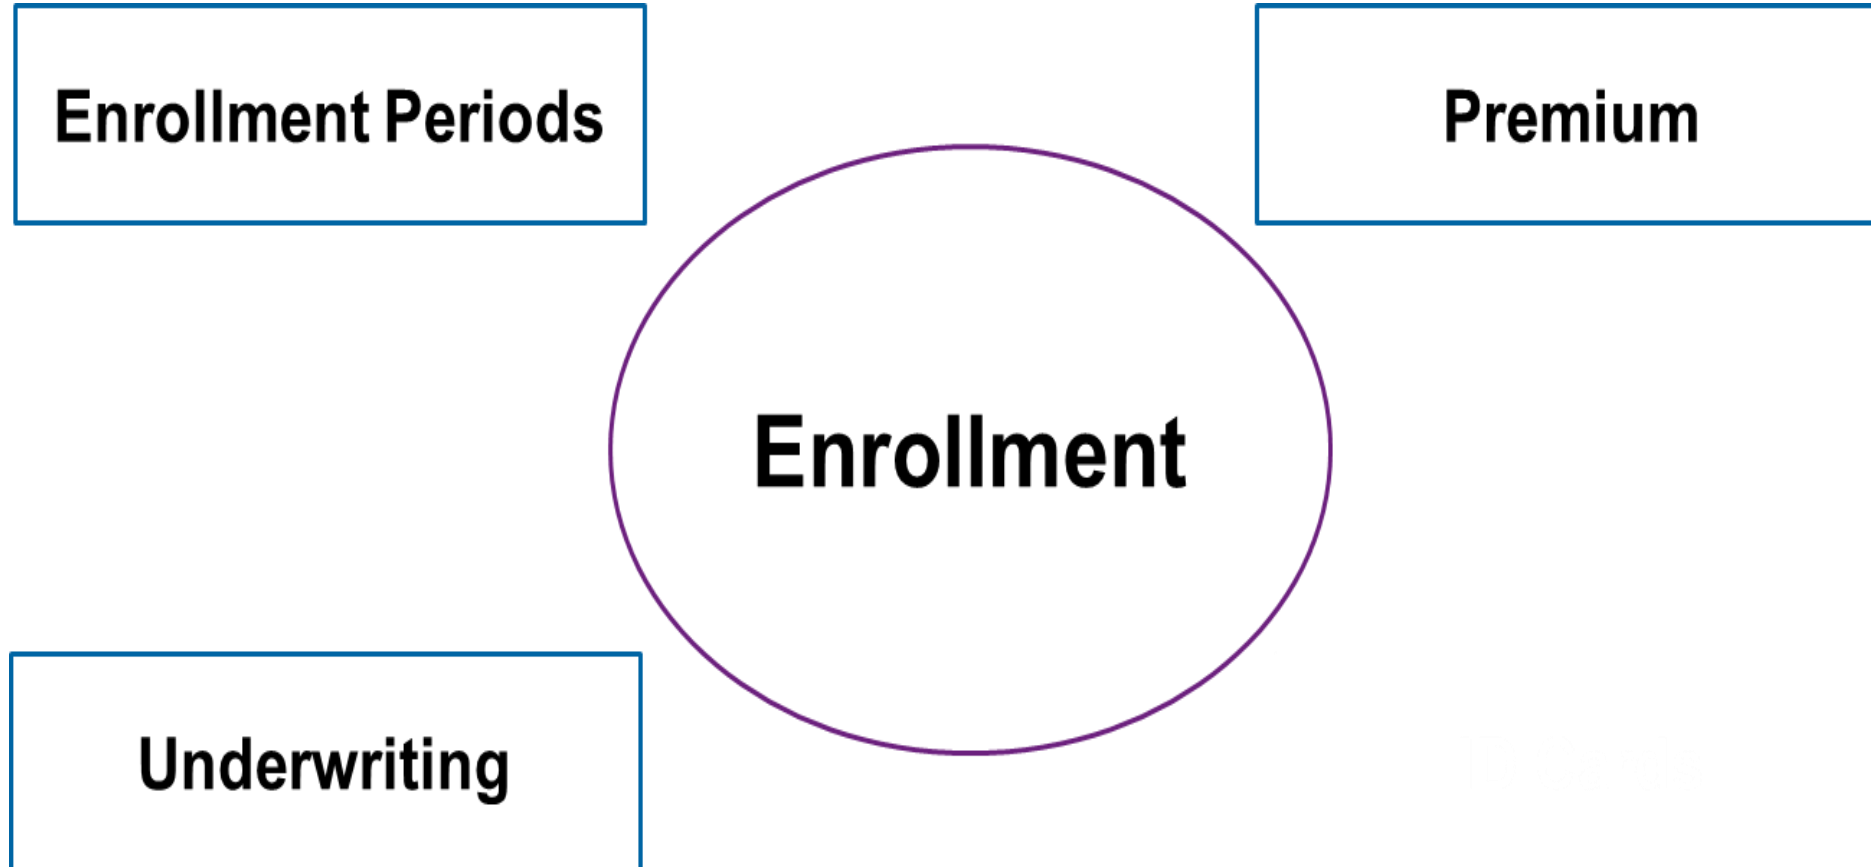 Enrollment Periods
Premium
Enrollment
Underwriting